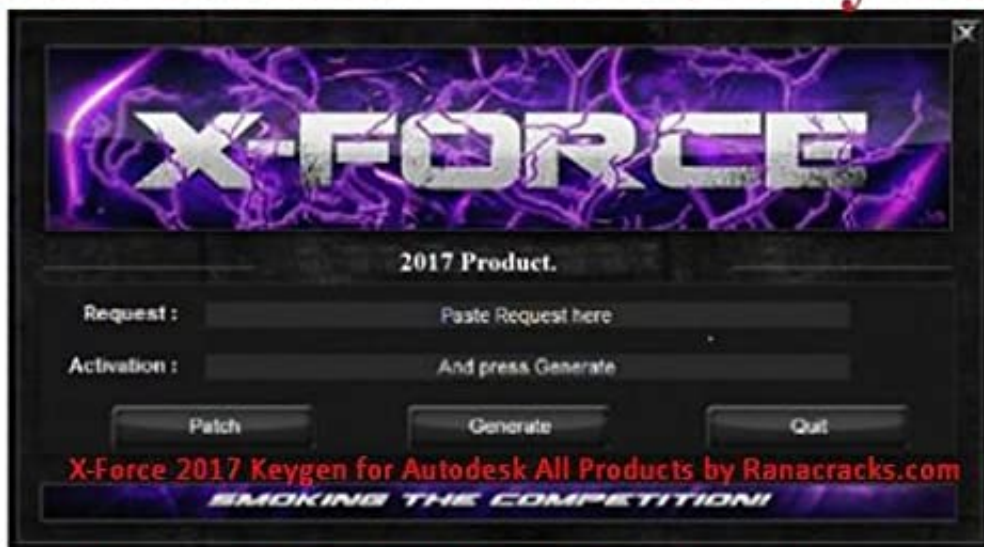 X-FORCE
2017 Product.
Request :
Paste Request here
Activation :
And press Generate
Patch
Generate
Quit
X-Force 2017 Keygen for Autodesk All Products by Ranacracks.com
SMOKING THE COMPETITION!